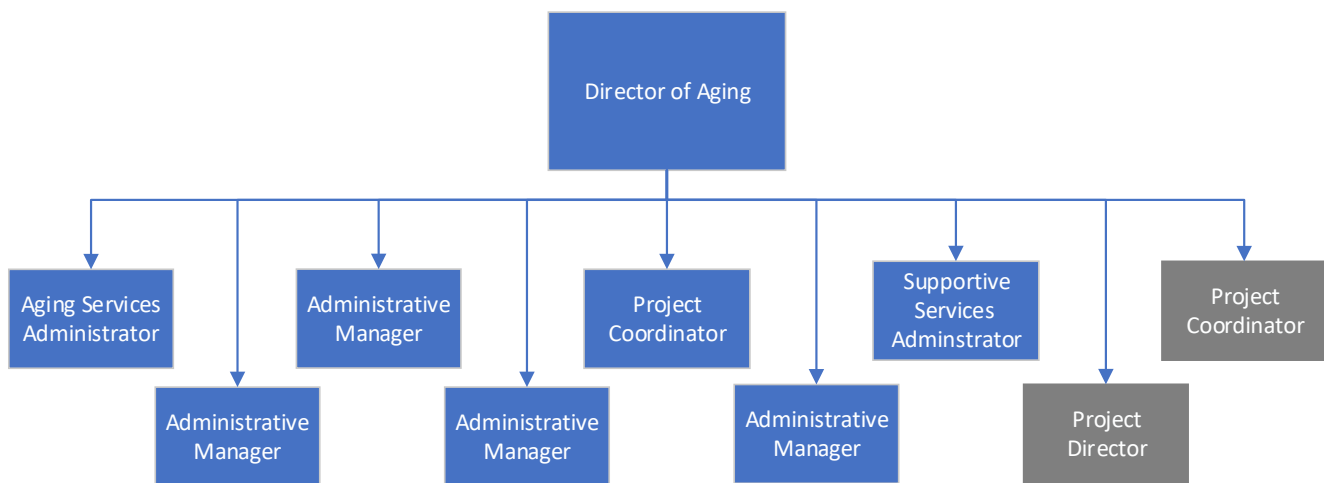 Director of Aging
Aging Services
Administrator
Administrative
Manager
Project
Coordinator
Supportive
Services
Adminstrator
Project
Coordinator
Administrative
Manager
Administrative
Manager
Administrative
Manager
Project
Director